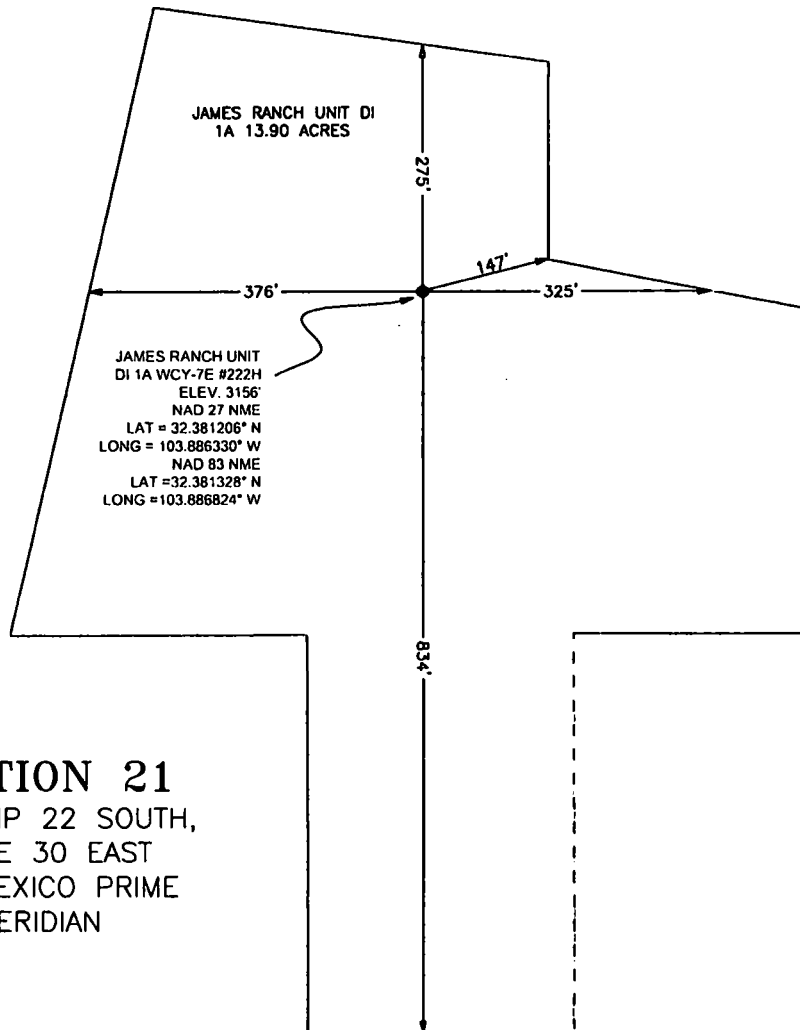 JAMES RANCH UNIT DI
1A 13.90 ACRES
275'
147'
376'
325'
JAMES RANCH UNIT
DI 1A WCY-7E #222H
ELEV. 3156'
NAD 27 NME
LAT = 32.381206° N
LONG = 103.886330° W
NAD 83 NME
LAT =32.381328° N
LONG =103.886824° W
834'
TION 21
IP 22 SOUTH,
E 30 EAST
EXICO PRIME
ERIDIAN